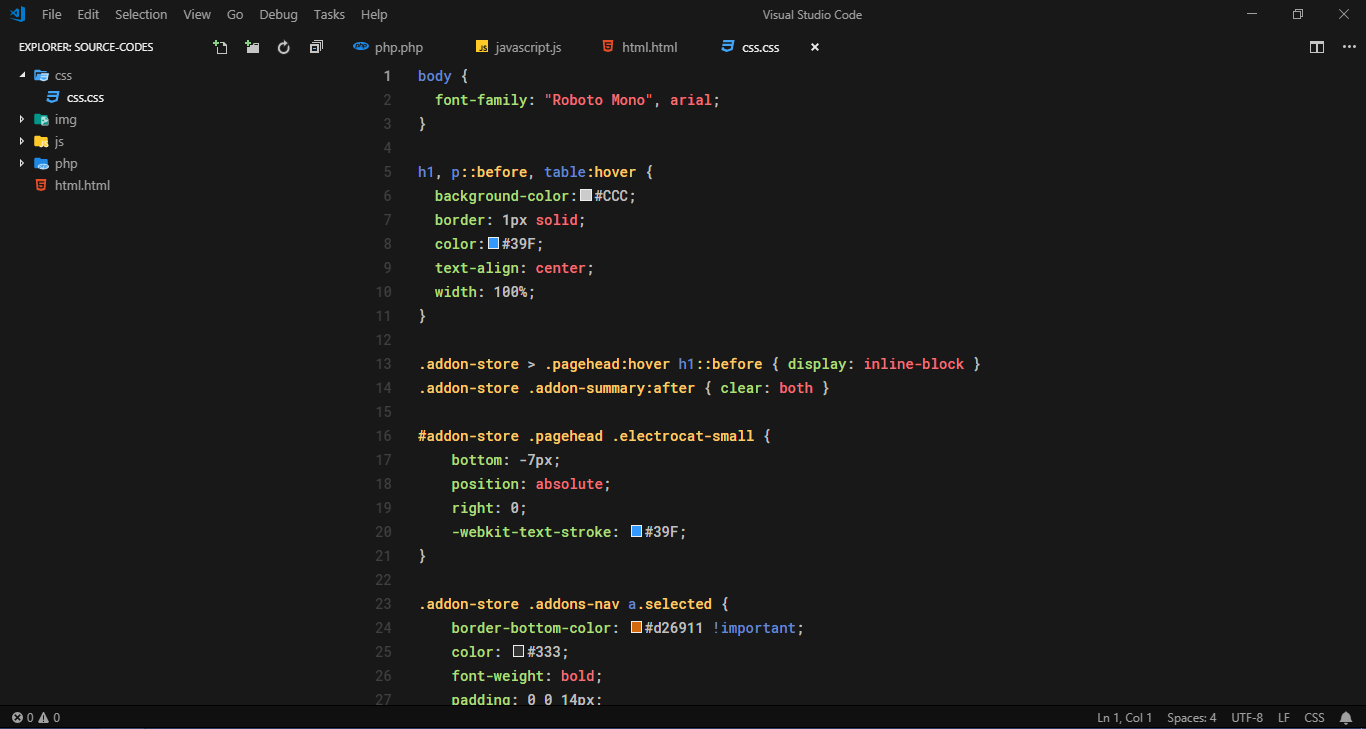 File Edit Selection View Go Debug Tasks Help Visual Studio Code
EXPLORER: SOURCE-CODES
php.php javascript.js html.html css.css
css
css.css
img
js
php
html.html
1 body {
2 font-family: "Roboto Mono", arial;
3 }
4
5 h1, p::before, table:hover {
6 background-color: #CCC;
7 border: 1px solid;
8 color: #39F;
9 text-align: center;
10 width: 100%;
11 }
12
13 .addon-store > .pagehead:hover h1::before { display: inline-block }
14 .addon-store .addon-summary:after { clear: both }
15
16 #addon-store .pagehead .electrocat-small {
17 bottom: -7px;
18 position: absolute;
19 right: 0;
20 -webkit-text-stroke: #39F;
21 }
22
23 .addon-store .addons-nav a.selected {
24 border-bottom-color: #d26911 !important;
25 color: #333;
26 font-weight: bold;
27 padding: 0 0 14px;
0 0 Ln 1, Col 1 Spaces: 4 UTF-8 LF CSS